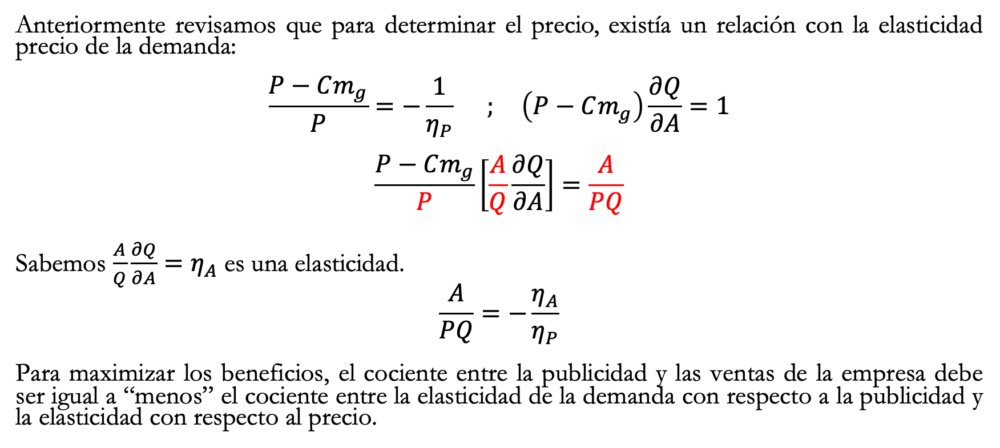 Anteriormente revisamos que para determinar el precio, existía un relación con la elasticidad
precio de la demanda:
\frac{P - Cm_g}{P} = -\frac{1}{\eta_P} ; (P - Cm_g)\frac{\partial Q}{\partial A} = 1
\frac{P - Cm_g}{P}\left[\frac{A}{Q}\frac{\partial Q}{\partial A}\right] = \frac{A}{PQ}
Sabemos \frac{A}{Q}\frac{\partial Q}{\partial A} = \eta_A es una elasticidad.
\frac{A}{PQ} = -\frac{\eta_A}{\eta_P}
Para maximizar los beneficios, el cociente entre la publicidad y las ventas de la empresa debe
ser igual a “menos” el cociente entre la elasticidad de la demanda con respecto a la publicidad y
la elasticidad con respecto al precio.